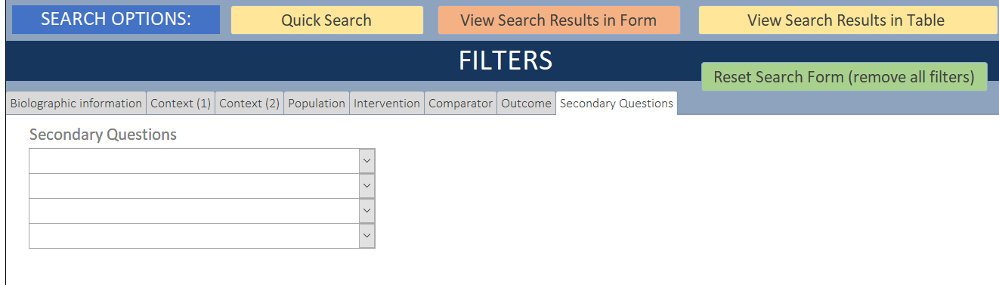 SEARCH OPTIONS:
Quick Search
View Search Results in Form
View Search Results in Table
FILTERS
Reset Search Form (remove all filters)
Biolographic information
Context (1)
Context (2)
Population
Intervention
Comparator
Outcome
Secondary Questions
Secondary Questions